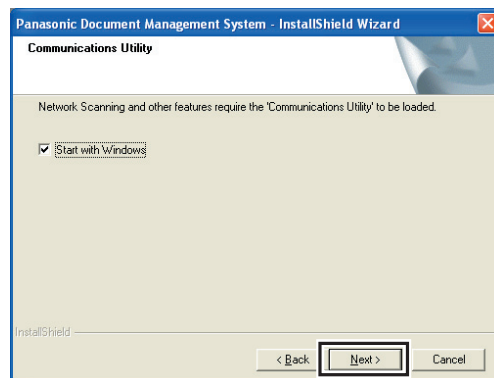 Panasonic Document Management System - InstallShield Wizard
Communications Utility
Network Scanning and other features require the 'Communications Utility' to be loaded.
Start with Windows
InstallShield
< Back Next > Cancel